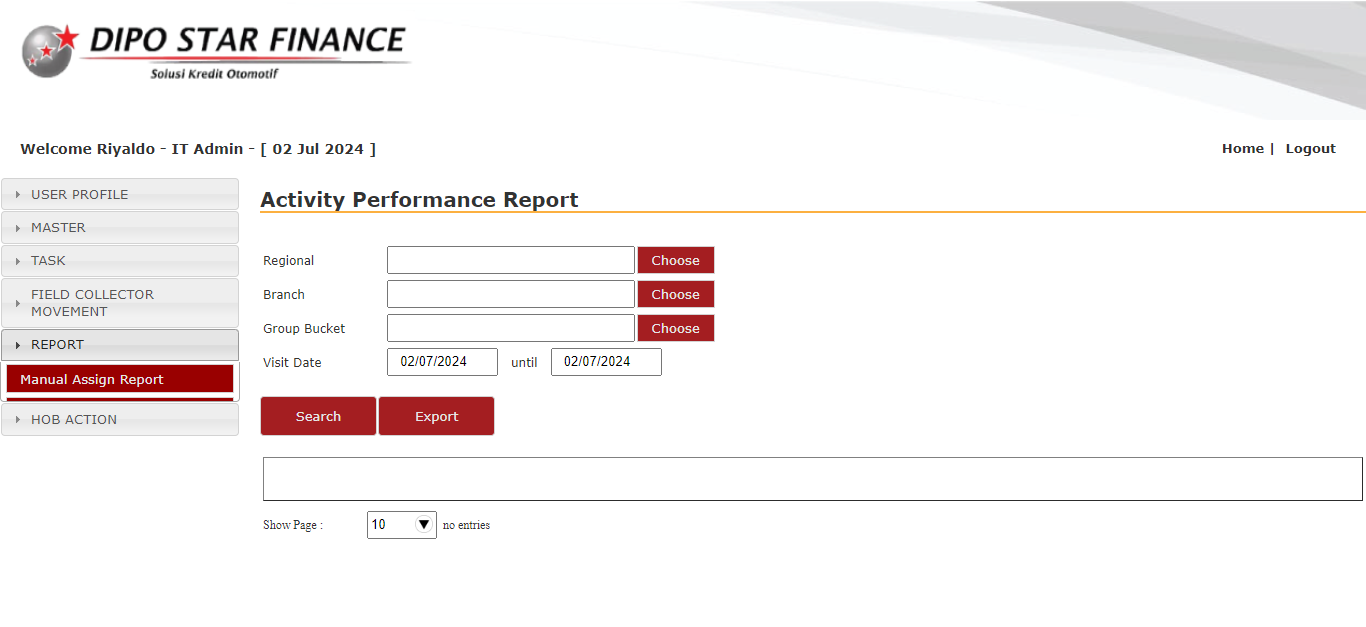 DIPO STAR FINANCE
Solusi Kredit Otomotif
Welcome Riyaldo - IT Admin - [ 02 Jul 2024 ]
Home | Logout
USER PROFILE
MASTER
TASK
FIELD COLLECTOR
MOVEMENT
REPORT
Manual Assign Report
HOB ACTION
Activity Performance Report
Regional Choose
Branch Choose
Group Bucket Choose
Visit Date 02/07/2024 until 02/07/2024
Search Export
Show Page : 10 no entries